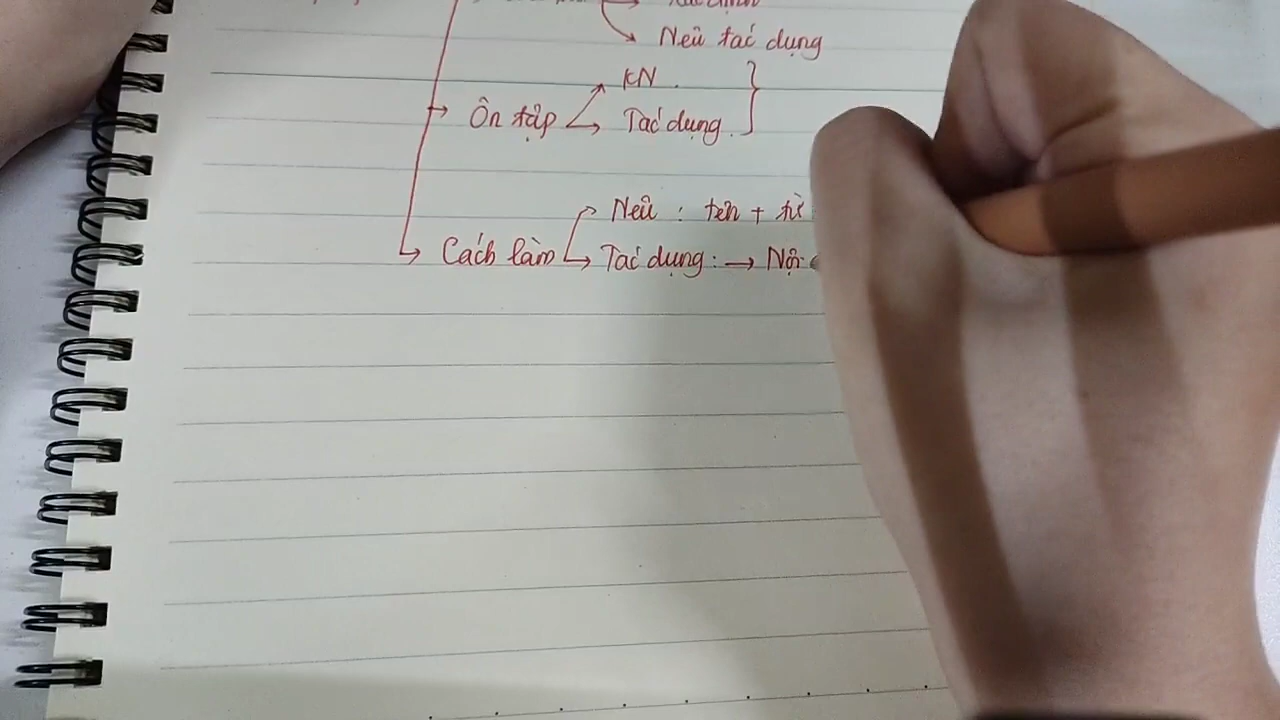 Nêu tác dụng
KN.
Ôn tập
Tác dụng.
Nêu : tên + từ
Cách làm
Tác dụng : → Nội